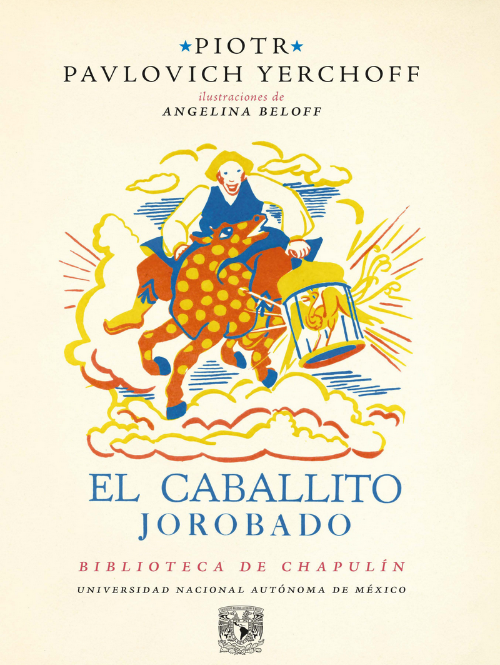 ★PIOTR★
PAVLOVICH YERCHOFF
ilustraciones de
ANGELINA BELOFF
EL CABALLITO
JOROBADO
BIBLIOTECA DE CHAPULÍN
UNIVERSIDAD NACIONAL AUTÓNOMA DE MÉXICO